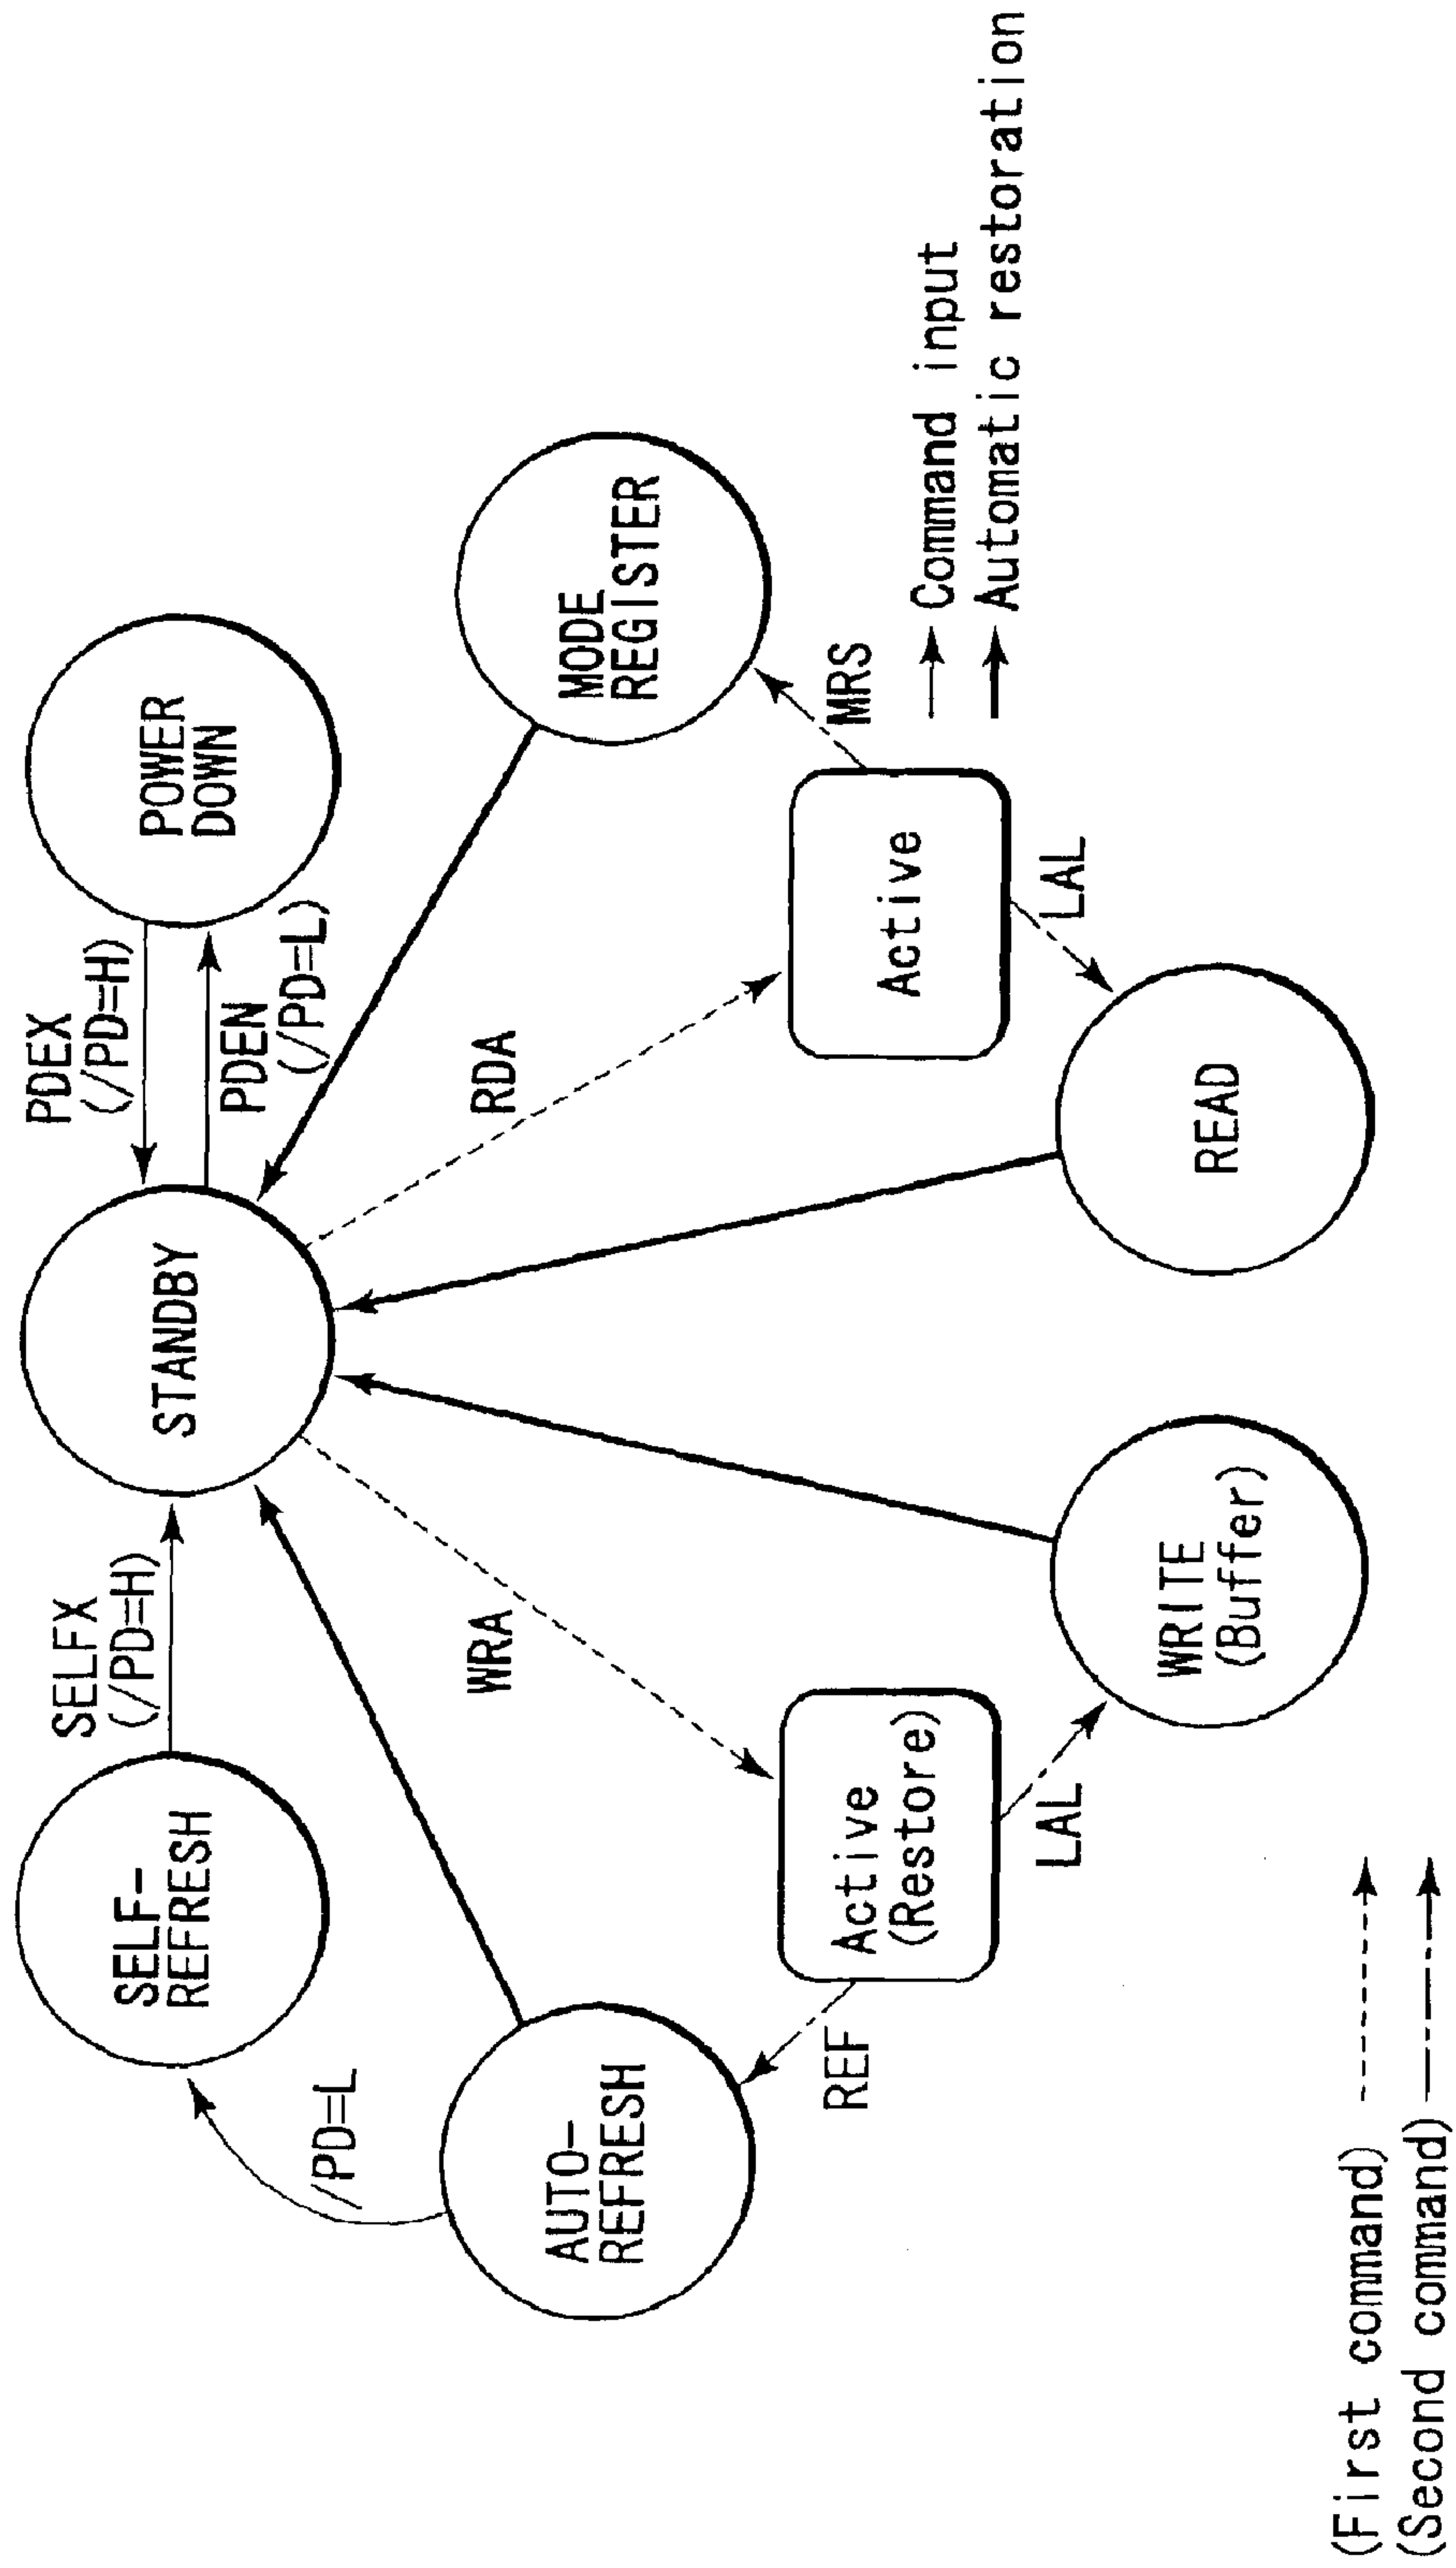 SELFX
(/PD=H)
PDEX
(/PD=H)
SELF-
REFRESH
STANDBY
POWER
DOWN
PDEN
(/PD=L)
/PD=L
AUTO-
REFRESH
WRA
RDA
MODE
REGISTER
REF
Active
(Restore)
Active
MRS
LAL
LAL
WRITE
(Buffer)
READ
Command input
Automatic restoration
(First command)
(Second command)